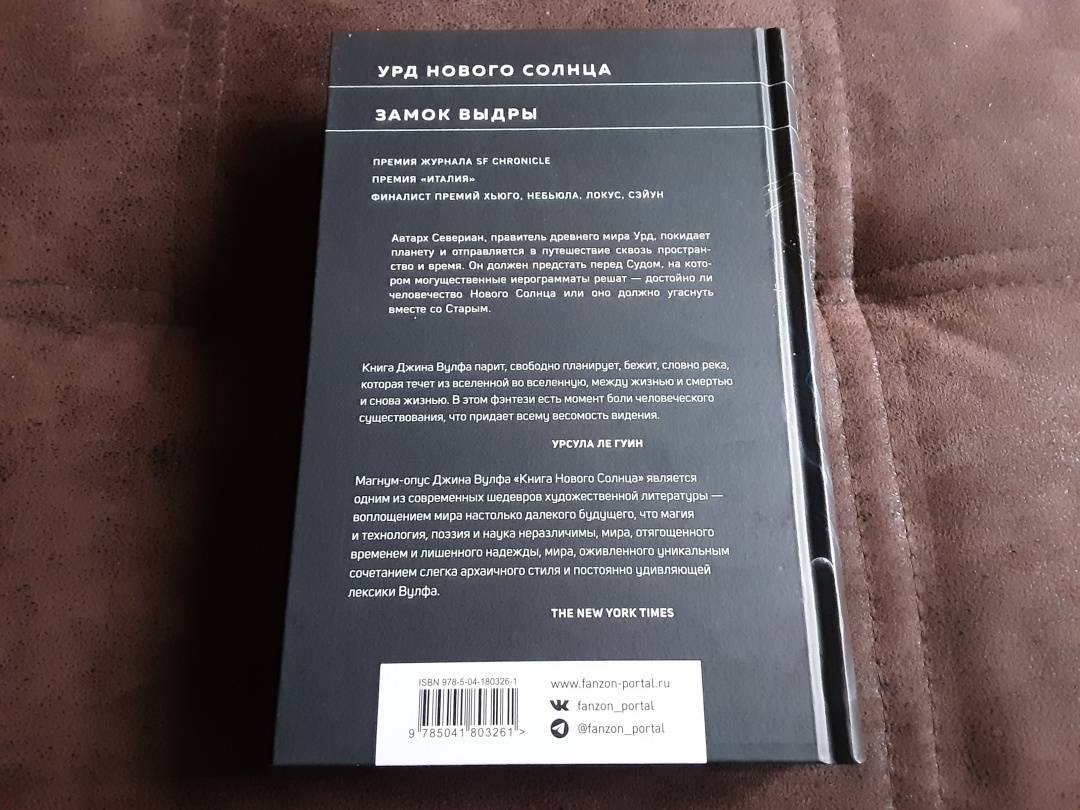 УРД НОВОГО СОЛНЦА
ЗАМОК ВЫДРЫ
ПРЕМИЯ ЖУРНАЛА SF CHRONICLE
ПРЕМИЯ «ИТАЛИЯ»
ФИНАЛИСТ ПРЕМИЙ ХЬЮГО, НЕБЬЮЛА, ЛОКУС, СЭЙУН
Автарх Севериан, правитель древнего мира Урд, покидает
планету и отправляется в путешествие сквозь простран-
ство и время. Он должен предстать перед Судом, на кото-
ром могущественные иерограмматы решат — достойно ли
человечество Нового Солнца или оно должно угаснуть
вместе со Старым.
Книга Джина Вулфа парит, свободно планирует, бежит, словно река,
которая течет из вселенной во вселенную, между жизнью и смертью
и снова жизнью. В этом фэнтези есть момент боли человеческого
существования, что придает всему весомость видения.
УРСУЛА ЛЕ ГУИН
Магнум-опус Джина Вулфа «Книга Нового Солнца» является
одним из современных шедевров художественной литературы —
воплощением мира настолько далекого будущего, что магия
и технология, поэзия и наука неразличимы, мира, отягощенного
временем и лишенного надежды, мира, оживленного уникальным
сочетанием слегка архаичного стиля и постоянно удивляющей
лексики Вулфа.
THE NEW YORK TIMES
ISBN 978-5-04-180326-1
9 785041 803261 >
www.fanzon-portal.ru
fanzon_portal
@fanzon_portal